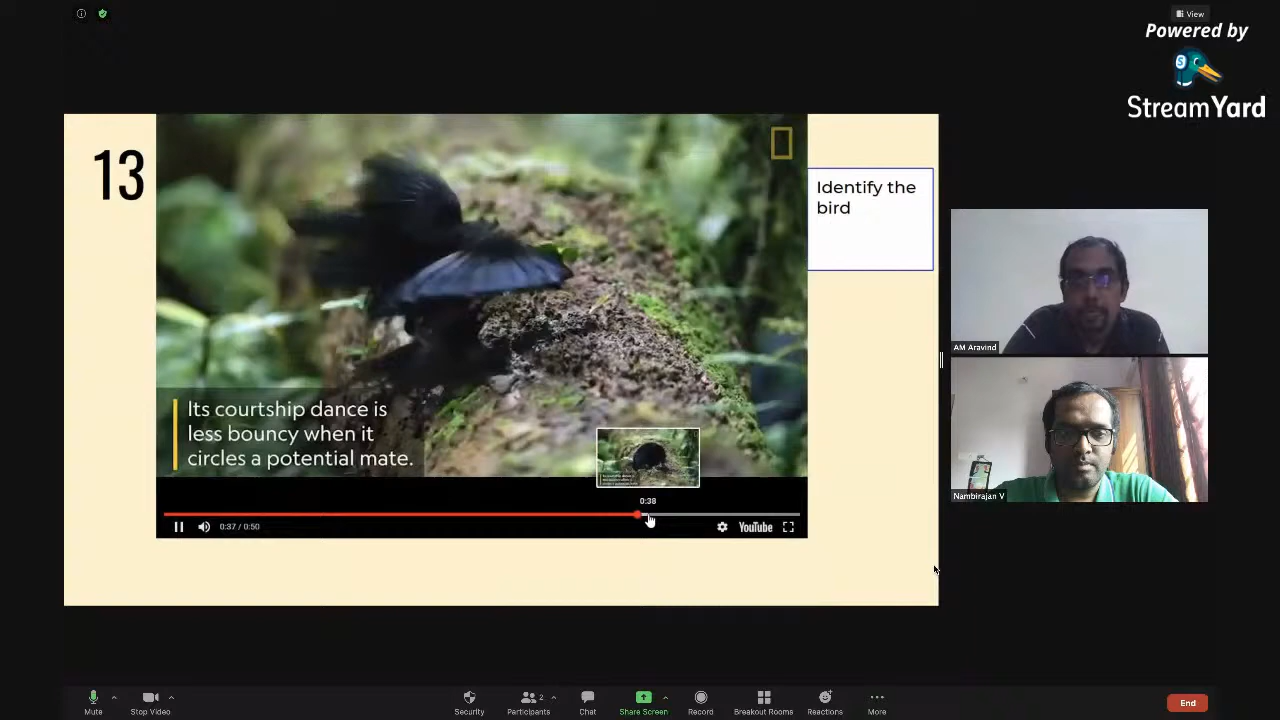 View
Powered by
S
StreamYard
13
Identify the
bird
Its courtship dance is
less bouncy when it
circles a potential mate.
0:38
0:37 / 0:50
YouTube
AM Aravind
Nambirajan V
Mute
Stop Video
Security
Participants
2
Chat
Share Screen
Record
Breakout Rooms
Reactions
More
End